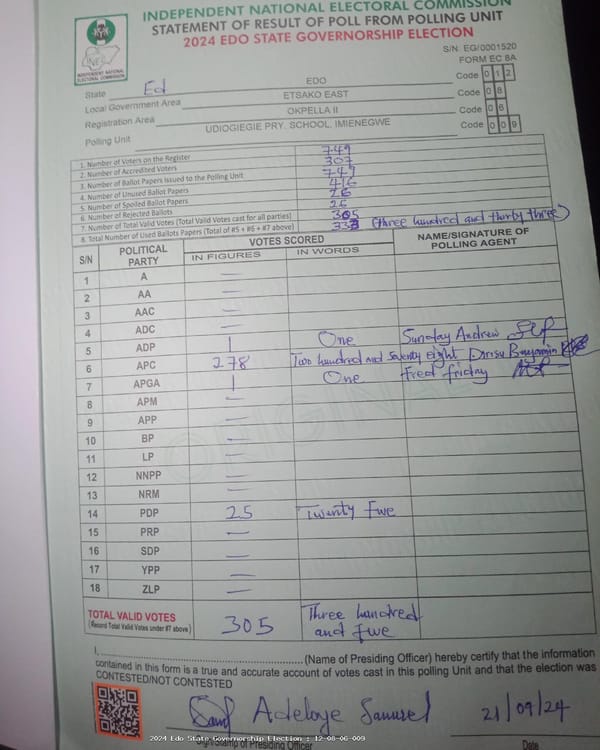 INDEPENDENT NATIONAL ELECTORAL COMMISSION
STATEMENT OF RESULT OF POLL FROM POLLING UNIT
2024 EDO STATE GOVERNORSHIP ELECTION
INEC
INDEPENDENT NATIONAL ELECTORAL COMMISSION
S/N: EG/0001520
FORM EC 8A
State Ed EDO Code 0 1 2
Local Government Area ETSAKO EAST Code 0 8
Registration Area OKPELLA II Code 0 6
Polling Unit UDIOGIEGIE PRY. SCHOOL, IMIENEGWE Code 0 0 9
1. Number of Voters on the Register 749
2. Number of Accredited Voters 307
3. Number of Ballot Papers Issued to the Polling Unit 749
4. Number of Unused Ballot Papers 416
5. Number of Spoiled Ballot Papers 26
6. Number of Rejected Ballots
7. Number of Total Valid Votes (Total Valid Votes cast for all parties) 305
8. Total Number of Used Ballots Papers (Total of #5 + #6 + #7 above) 333 (three hundred and thirty three)
S/N POLITICAL PARTY VOTES SCORED NAME/SIGNATURE OF POLLING AGENT
IN FIGURES IN WORDS
1 A –
2 AA –
3 AAC –
4 ADC –
5 ADP 1 One Sunday Andrew
6 APC 278 Two hundred and seventy eight Benjamin
7 APGA 1 One Fred friday
8 APM –
9 APP –
10 BP –
11 LP –
12 NNPP –
13 NRM –
14 PDP 25 Twenty Five
15 PRP –
16 SDP –
17 YPP –
18 ZLP –
TOTAL VALID VOTES 305 Three hundred and Five
(Record Total Valid Votes under #7 above)
ORIGINAL
I,.......................................................(Name of Presiding Officer) hereby certify that the information
contained in this form is a true and accurate account of votes cast in this polling Unit and that the election was
CONTESTED/NOT CONTESTED
Adeloye Samuel 21/09/24
Sign/Stamp of Presiding Officer Date
2024 Edo State Governorship Election : 12-08-06-009